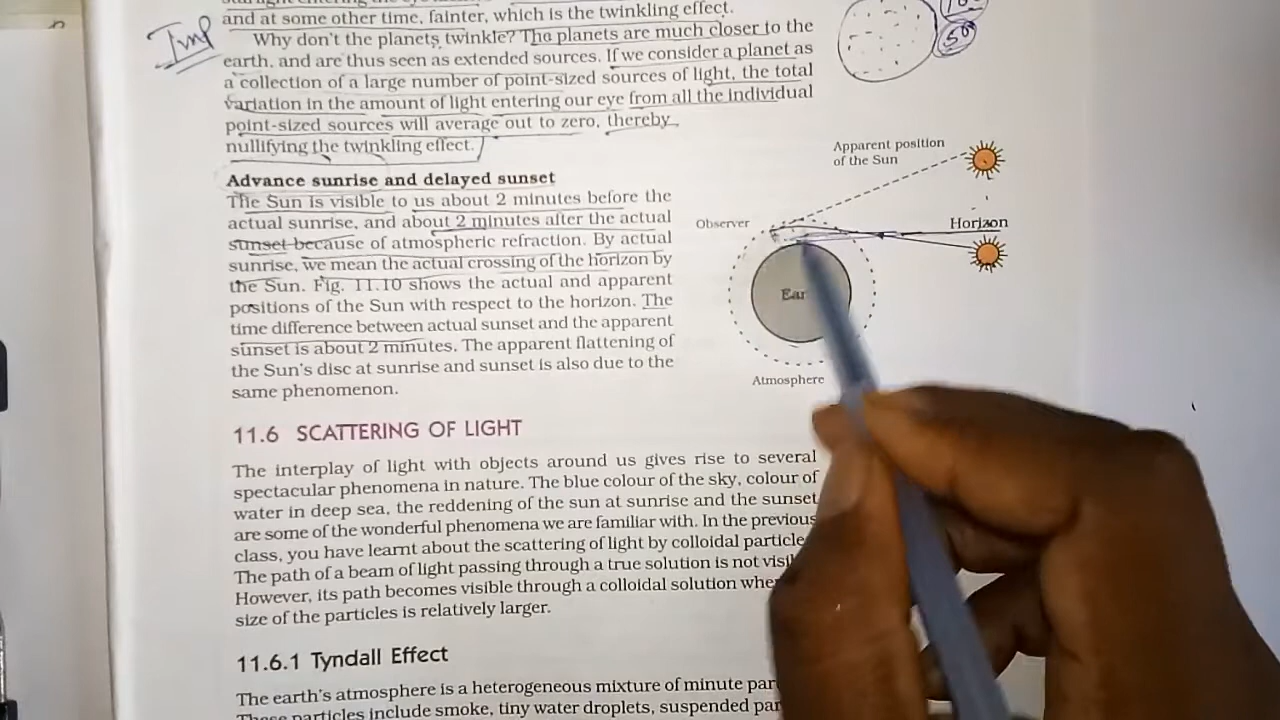 and at some other time, fainter, which is the twinkling effect.
Imp
Why don't the planets twinkle? The planets are much closer to the
earth, and are thus seen as extended sources. If we consider a planet as
a collection of a large number of point-sized sources of light, the total
variation in the amount of light entering our eye from all the individual
point-sized sources will average out to zero, thereby
nullifying the twinkling effect.
Advance sunrise and delayed sunset
The Sun is visible to us about 2 minutes before the
actual sunrise, and about 2 minutes after the actual
sunset because of atmospheric refraction. By actual
sunrise, we mean the actual crossing of the horizon by
the Sun. Fig. 11.10 shows the actual and apparent
positions of the Sun with respect to the horizon. The
time difference between actual sunset and the apparent
sunset is about 2 minutes. The apparent flattening of
the Sun's disc at sunrise and sunset is also due to the
same phenomenon.
Apparent position
of the Sun
Observer
Horizon
Ear
Atmosphere
11.6 SCATTERING OF LIGHT
The interplay of light with objects around us gives rise to several
spectacular phenomena in nature. The blue colour of the sky, colour of
water in deep sea, the reddening of the sun at sunrise and the sunset
are some of the wonderful phenomena we are familiar with. In the previous
class, you have learnt about the scattering of light by colloidal particle
The path of a beam of light passing through a true solution is not visi
However, its path becomes visible through a colloidal solution whe
size of the particles is relatively larger.
11.6.1 Tyndall Effect
The earth's atmosphere is a heterogeneous mixture of minute par
These particles include smoke, tiny water droplets, suspended par